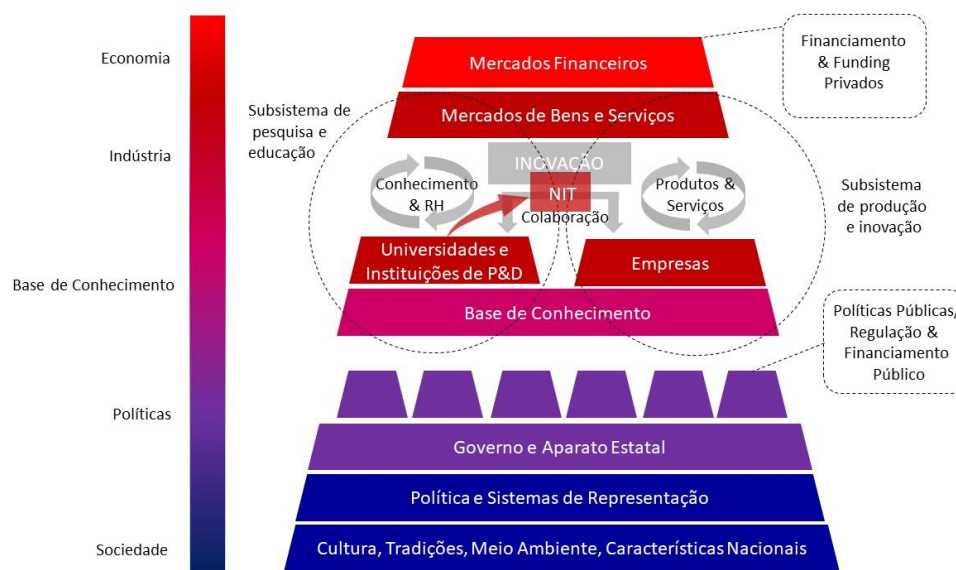 Economia
Indústria
Base de Conhecimento
Políticas
Sociedade
Mercados Financeiros
Financiamento
& Funding
Privados
Mercados de Bens e Serviços
Subsistema de
pesquisa e
educação
INOVAÇÃO
NIT
Colaboração
Conhecimento
& RH
Produtos &
Serviços
Subsistema
de produção
e inovação
Universidades e
Instituições de P&D
Empresas
Base de Conhecimento
Políticas Públicas,
Regulação &
Financiamento
Público
Governo e Aparato Estatal
Política e Sistemas de Representação
Cultura, Tradições, Meio Ambiente, Características Nacionais